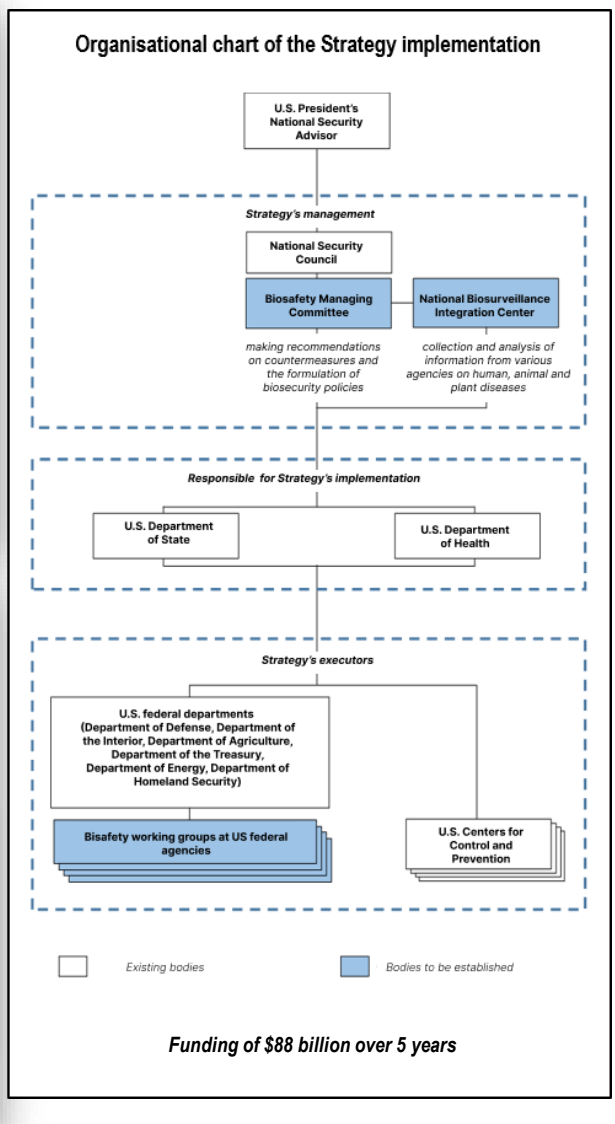 Organisational chart of the Strategy implementation
U.S. President's
National Security
Advisor
Strategy's management
National Security
Council
Biosafety Managing
Committee
National Biosurveillance
Integration Center
making recommendations
on countermeasures and
the formulation of
biosecurity policies
collection and analysis of
information from various
agencies on human, animal and
plant diseases
Responsible for Strategy's implementation
U.S. Department
of State
U.S. Department
of Health
Strategy's executors
U.S. federal departments
(Department of Defense, Department of
the Interior, Department of Agriculture,
Department of the Treasury,
Department of Energy, Department of
Homeland Security)
Bisafety working groups at US federal
agencies
U.S. Centers for
Control and
Prevention
Existing bodies
Bodies to be established
Funding of $88 billion over 5 years